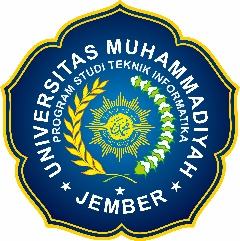 UNIVERSITAS MUHAMMADIYAH
PROGRAM STUDI TEKNIK INFORMATIKA
JEMBER